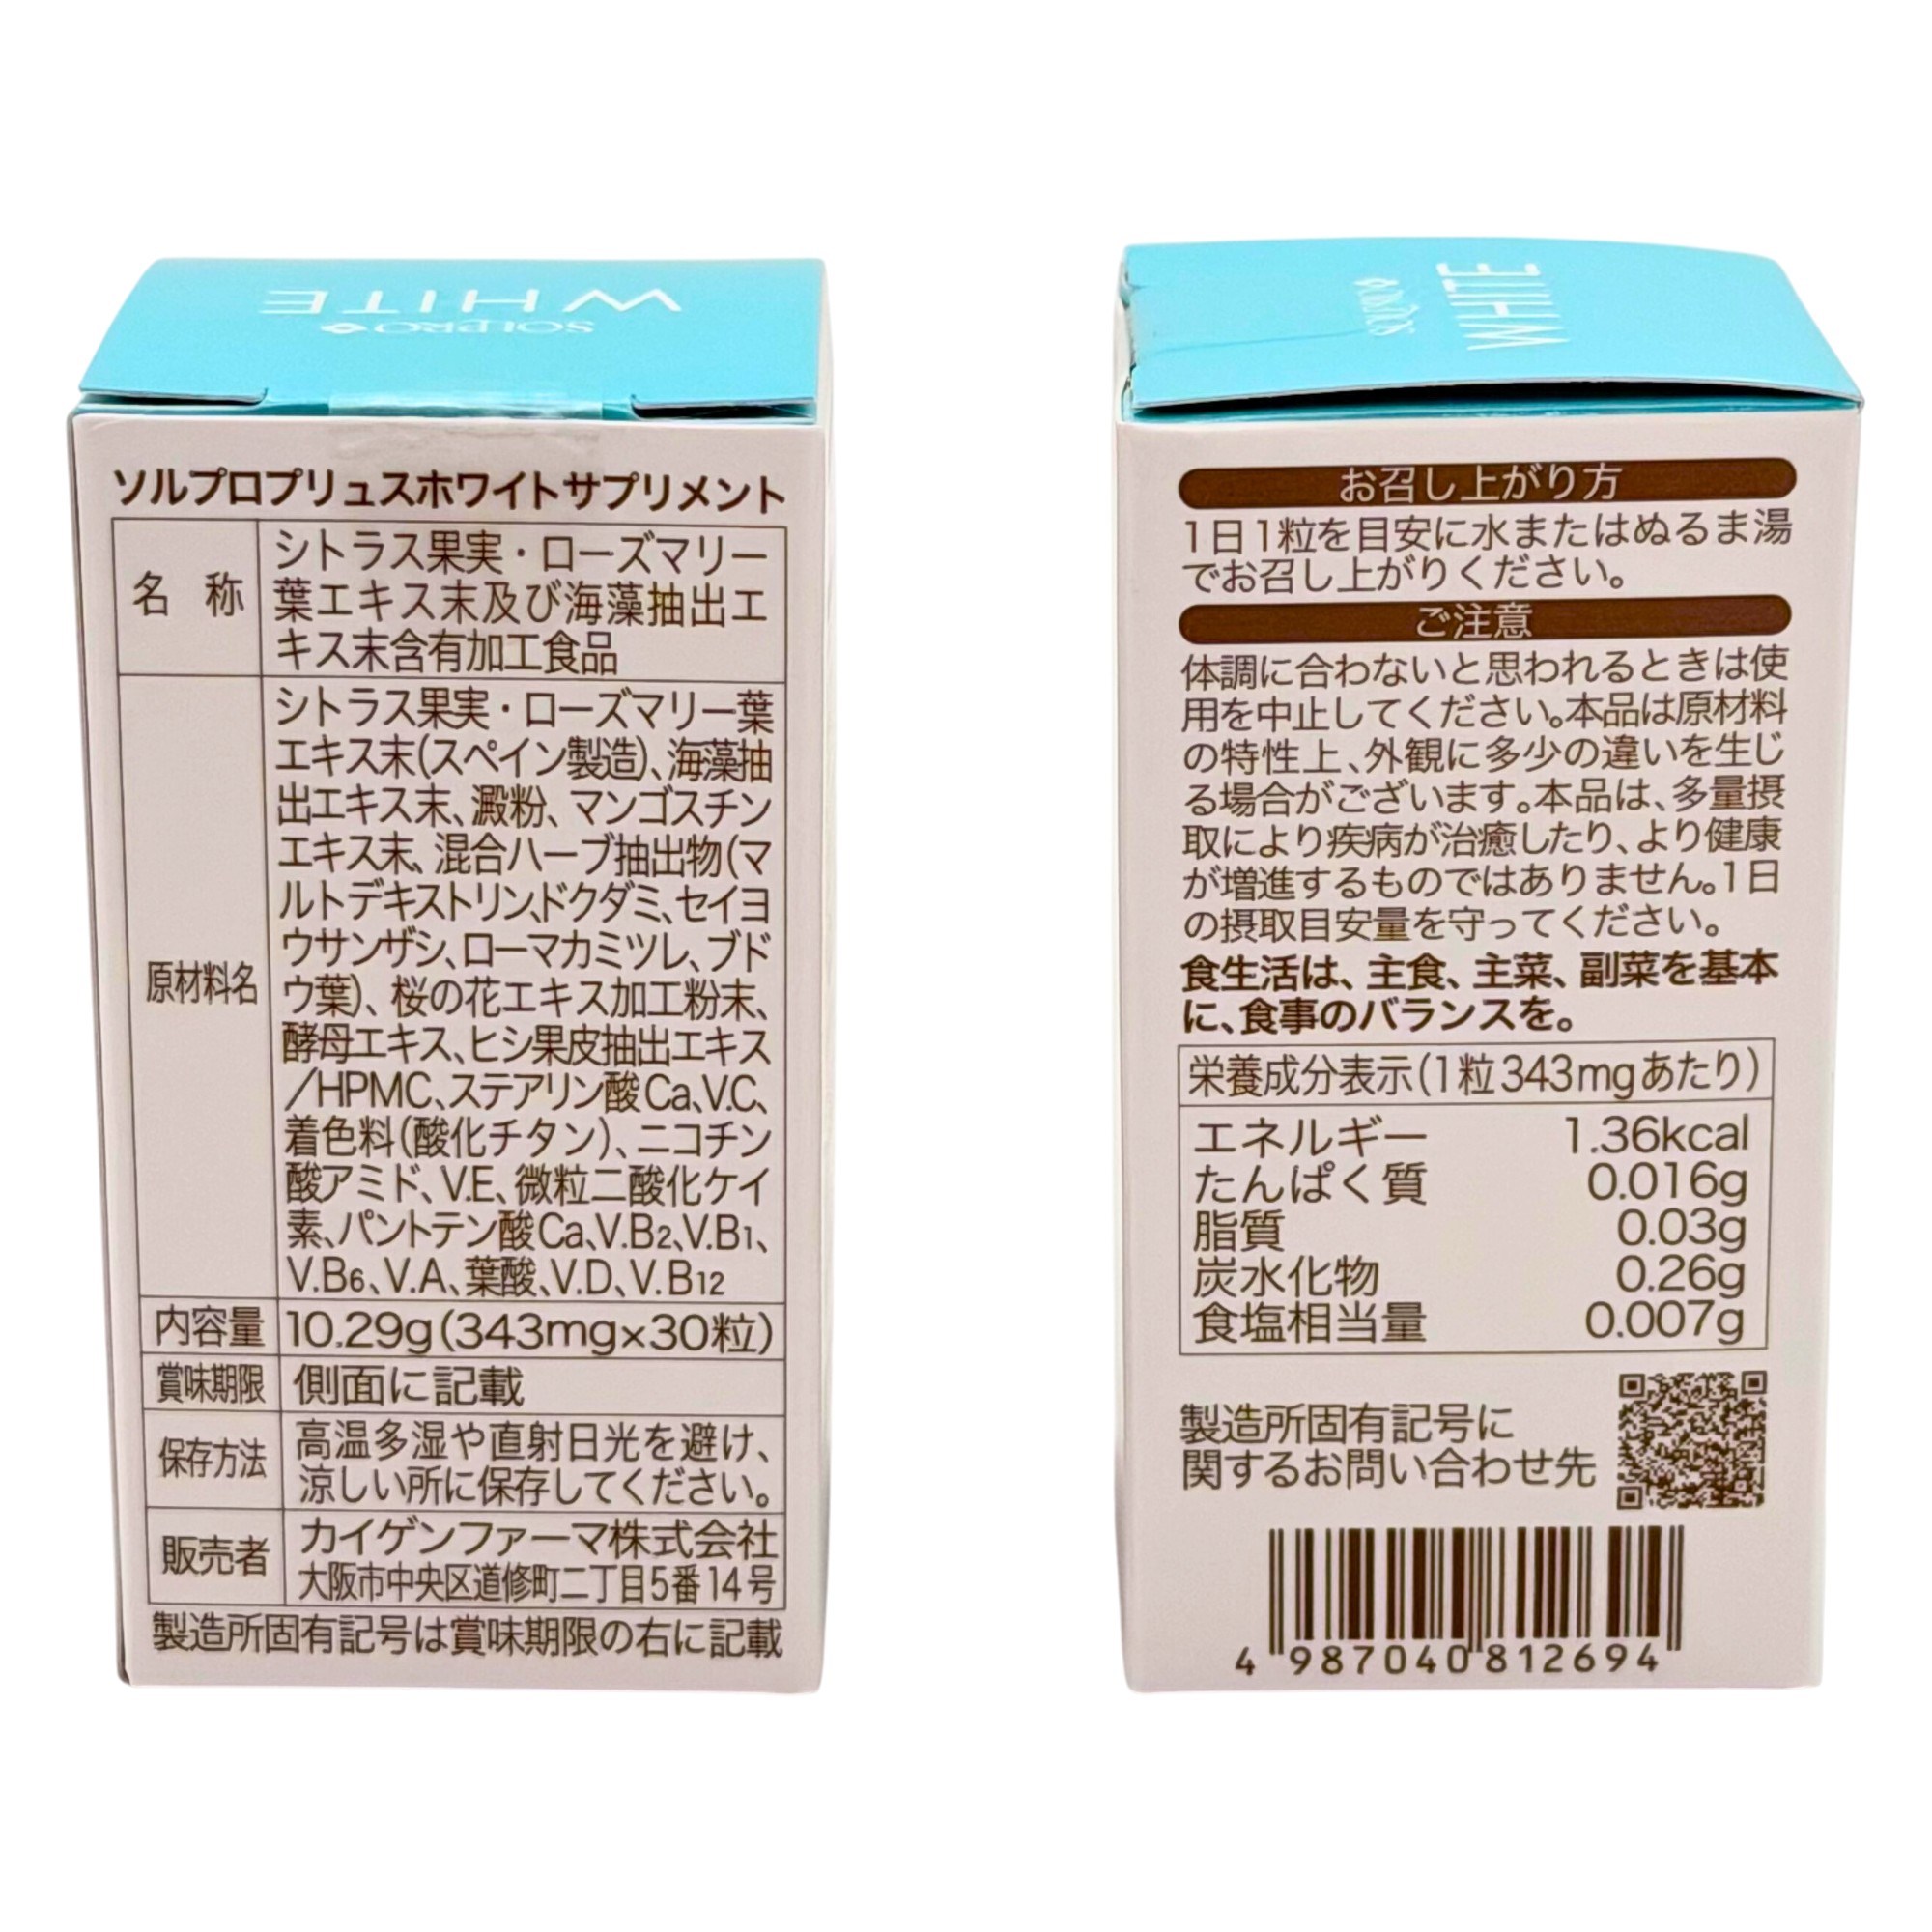 WHITE
SOLPRO
ソルプロプリュスホワイトサプリメント
名 称
シトラス果実・ローズマリー
葉エキス末及び海藻抽出エ
キス末含有加工食品
原材料名
シトラス果実・ローズマリー葉
エキス末(スペイン製造)、海藻抽
出エキス末、澱粉、マンゴスチン
エキス末、混合ハーブ抽出物(マ
ルトデキストリン、ドクダミ、セイヨ
ウサンザシ、ローマカミツレ、ブド
ウ葉)、桜の花エキス加工粉末、
酵母エキス、ヒシ果皮抽出エキス
/HPMC、ステアリン酸Ca、V.C、
着色料(酸化チタン)、ニコチン
酸アミド、V.E、微粒二酸化ケイ
素、パントテン酸Ca、V.B2、V.B1、
V.B6、V.A、葉酸、V.D、V.B12
内容量 10.29g(343mg×30粒)
賞味期限 側面に記載
保存方法
高温多湿や直射日光を避け、
涼しい所に保存してください。
販売者
カイゲンファーマ株式会社
大阪市中央区道修町二丁目5番14号
製造所固有記号は賞味期限の右に記載
WHITE
お召し上がり方
1日1粒を目安に水またはぬるま湯
でお召し上がりください。
ご注意
体調に合わないと思われるときは使
用を中止してください。本品は原材料
の特性上、外観に多少の違いを生じ
る場合がございます。本品は、多量摂
取により疾病が治癒したり、より健康
が増進するものではありません。1日
の摂取目安量を守ってください。
食生活は、主食、主菜、副菜を基本
に、食事のバランスを。
栄養成分表示(1粒343mgあたり)
エネルギー 1.36kcal
たんぱく質 0.016g
脂質 0.03g
炭水化物 0.26g
食塩相当量 0.007g
製造所固有記号に
関するお問い合わせ先
4 987040 812694